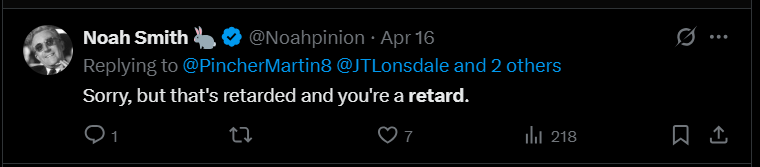 Noah Smith 🐇 @Noahpinion · Apr 16
Replying to @PincherMartin8 @JTLonsdale and 2 others
Sorry, but that's retarded and you're a retard.
1 7 218